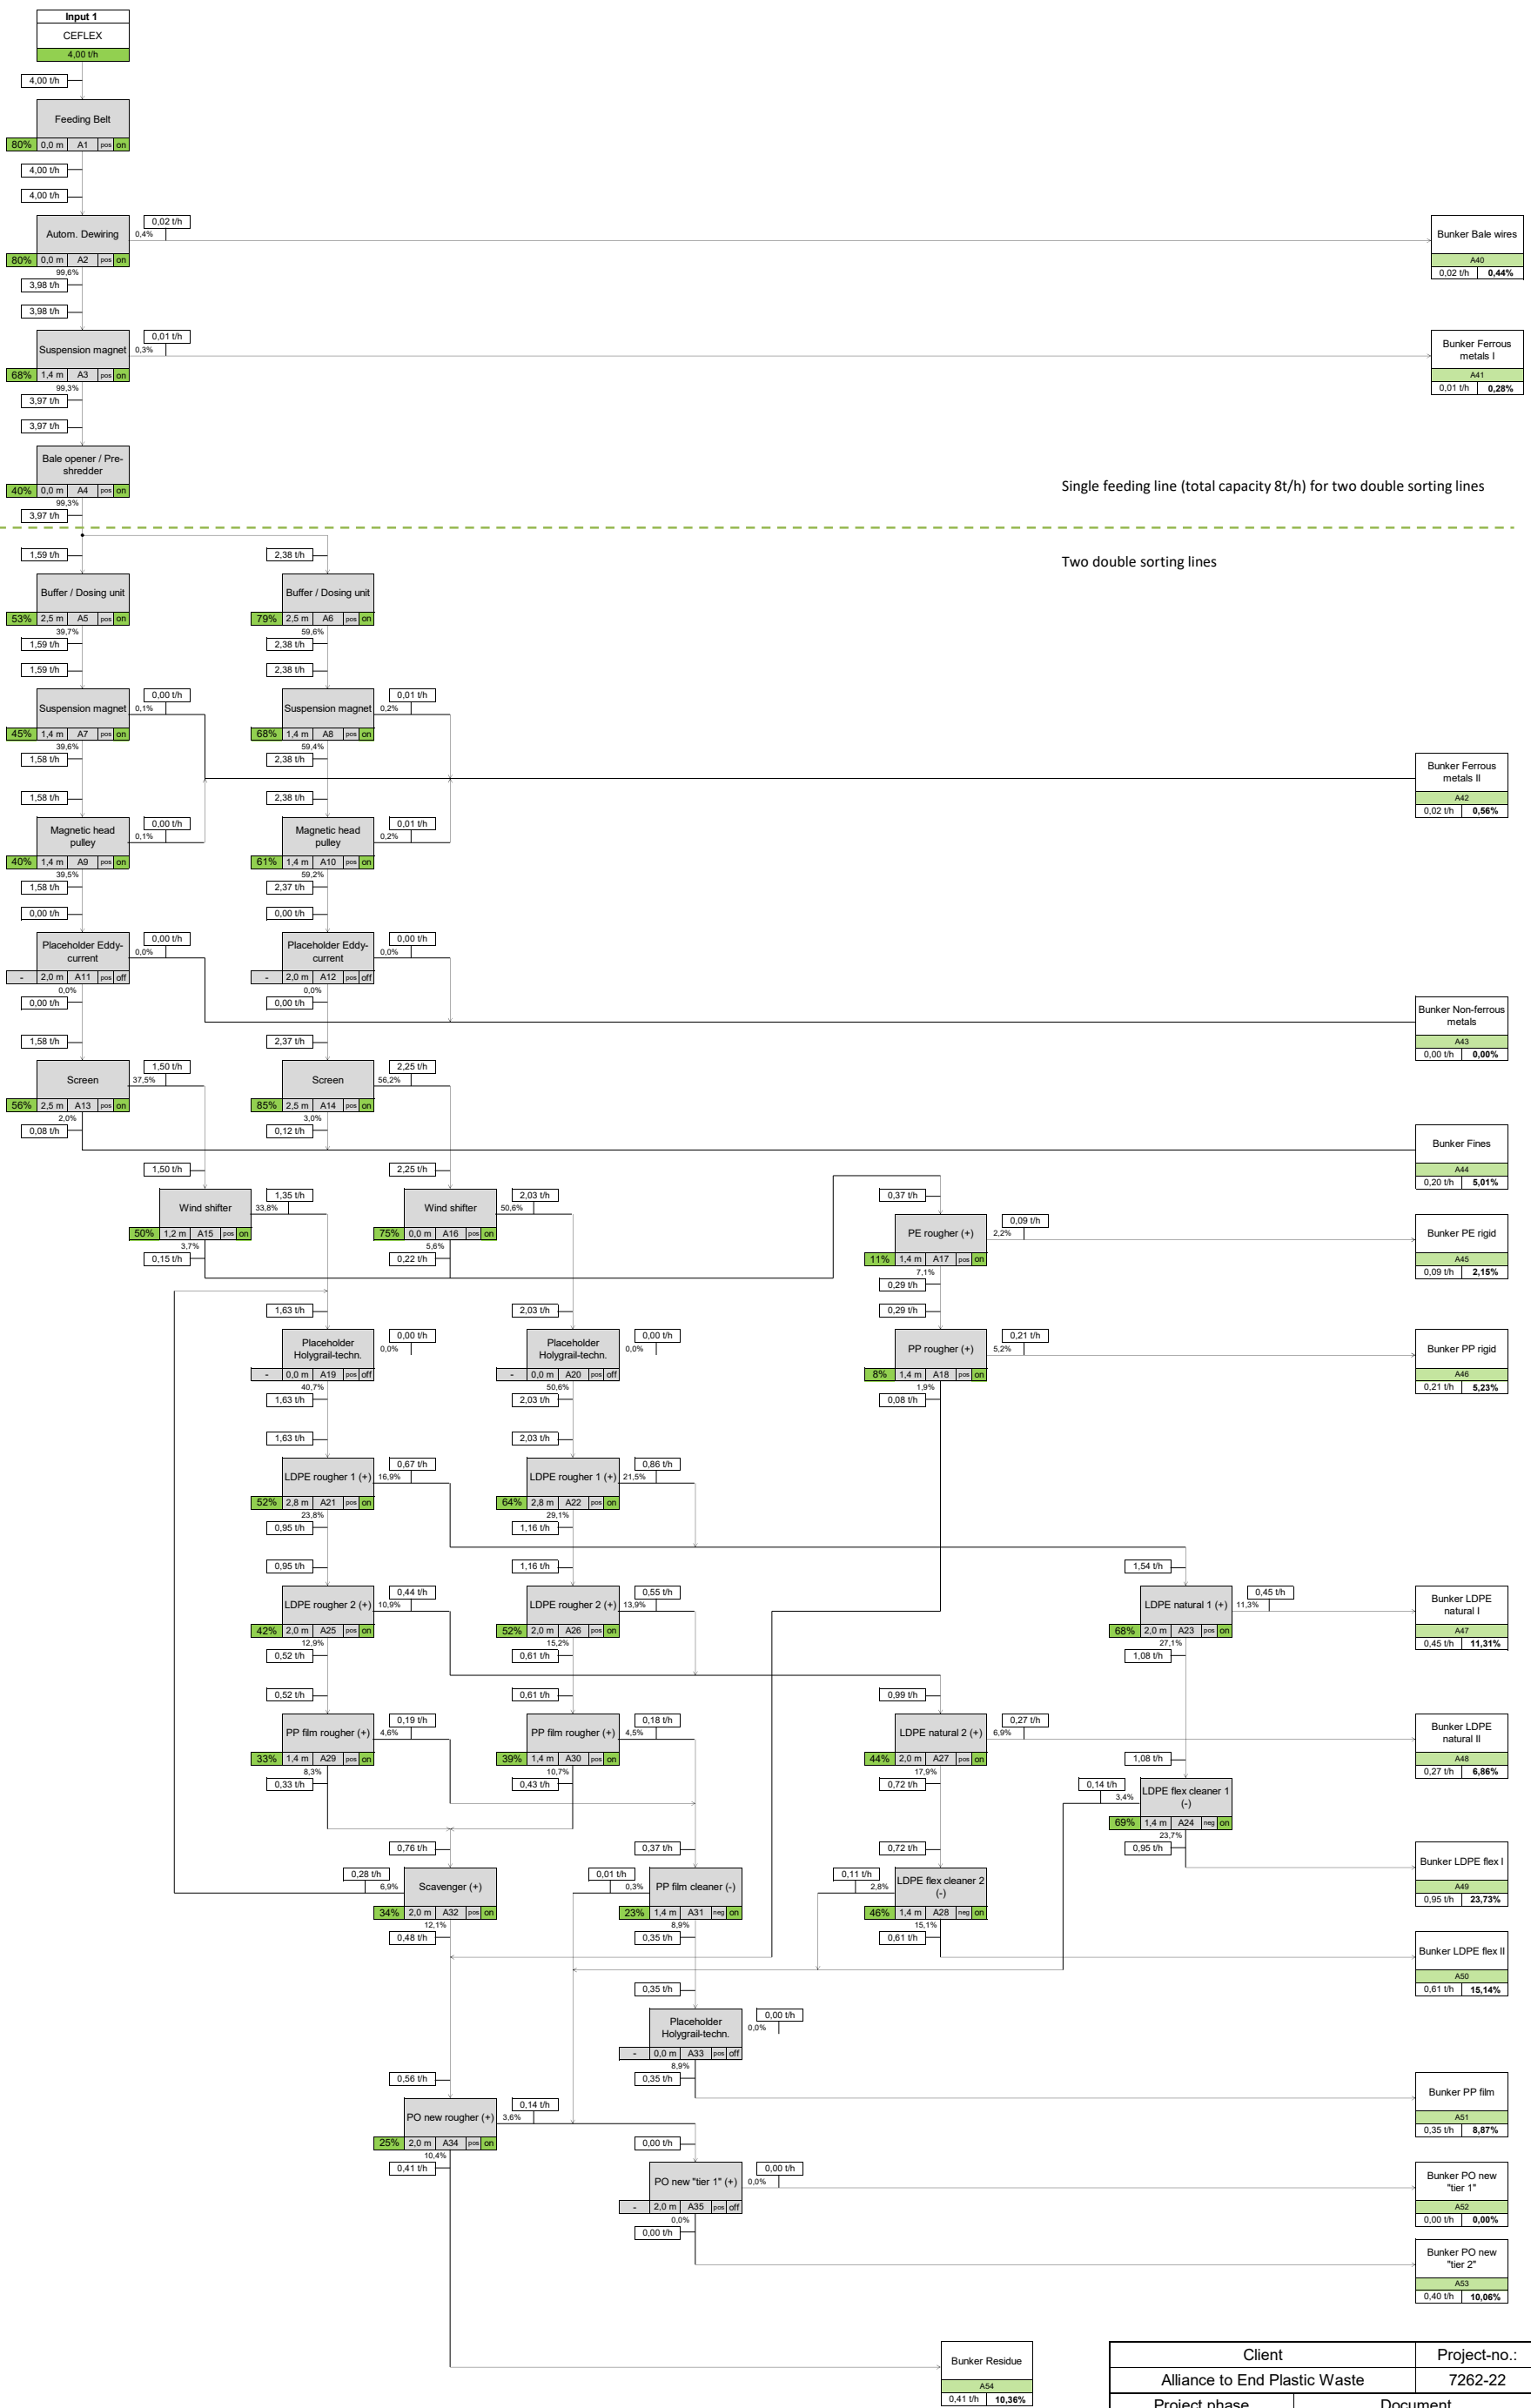 Input 1
CEFLEX
4,00 t/h
4,00 t/h
Feeding Belt
80% 0,0 m A1 pos on
4,00 t/h
4,00 t/h
Autom. Dewiring
0,02 t/h
0,4%
80% 0,0 m A2 pos on
99,6%
3,98 t/h
Bunker Bale wires
A40
0,02 t/h 0,44%
3,98 t/h
Suspension magnet
0,01 t/h
0,3%
68% 1,4 m A3 pos on
99,3%
3,97 t/h
Bunker Ferrous
metals I
A41
0,01 t/h 0,28%
3,97 t/h
Bale opener / Pre-
shredder
40% 0,0 m A4 pos on
99,3%
3,97 t/h
Single feeding line (total capacity 8t/h) for two double sorting lines
Two double sorting lines
1,59 t/h
2,38 t/h
Buffer / Dosing unit
53% 2,5 m A5 pos on
39,7%
1,59 t/h
Buffer / Dosing unit
79% 2,5 m A6 pos on
59,6%
2,38 t/h
1,59 t/h
2,38 t/h
Suspension magnet
0,00 t/h
0,1%
45% 1,4 m A7 pos on
39,6%
1,58 t/h
Suspension magnet
0,01 t/h
0,2%
68% 1,4 m A8 pos on
59,4%
2,38 t/h
Bunker Ferrous
metals II
A42
0,02 t/h 0,56%
1,58 t/h
2,38 t/h
Magnetic head
pulley
0,00 t/h
0,1%
40% 1,4 m A9 pos on
39,5%
1,58 t/h
Magnetic head
pulley
0,01 t/h
0,2%
61% 1,4 m A10 pos on
59,2%
2,37 t/h
0,00 t/h
0,00 t/h
Placeholder Eddy-
current
0,00 t/h
0,0%
- 2,0 m A11 pos off
0,0%
0,00 t/h
Placeholder Eddy-
current
0,00 t/h
0,0%
- 2,0 m A12 pos off
0,0%
0,00 t/h
Bunker Non-ferrous
metals
A43
0,00 t/h 0,00%
1,58 t/h
2,37 t/h
Screen
1,50 t/h
37,5%
56% 2,5 m A13 pos on
2,0%
0,08 t/h
Screen
2,25 t/h
56,2%
85% 2,5 m A14 pos on
3,0%
0,12 t/h
Bunker Fines
A44
0,20 t/h 5,01%
1,50 t/h
2,25 t/h
Wind shifter
1,35 t/h
33,8%
50% 1,2 m A15 pos on
3,7%
0,15 t/h
Wind shifter
2,03 t/h
50,6%
75% 0,0 m A16 pos on
5,6%
0,22 t/h
0,37 t/h
PE rougher (+)
0,09 t/h
2,2%
11% 1,4 m A17 pos on
7,1%
0,29 t/h
Bunker PE rigid
A45
0,09 t/h 2,15%
1,63 t/h
2,03 t/h
0,29 t/h
Placeholder
Holygrail-techn.
0,00 t/h
0,0%
- 0,0 m A19 pos off
40,7%
1,63 t/h
Placeholder
Holygrail-techn.
0,00 t/h
0,0%
- 0,0 m A20 pos off
50,6%
2,03 t/h
PP rougher (+)
0,21 t/h
5,2%
8% 1,4 m A18 pos on
1,9%
0,08 t/h
Bunker PP rigid
A46
0,21 t/h 5,23%
1,63 t/h
2,03 t/h
LDPE rougher 1 (+)
0,67 t/h
16,9%
52% 2,8 m A21 pos on
23,8%
0,95 t/h
LDPE rougher 1 (+)
0,86 t/h
21,5%
64% 2,8 m A22 pos on
29,1%
1,16 t/h
0,95 t/h
1,16 t/h
1,54 t/h
LDPE rougher 2 (+)
0,44 t/h
10,9%
42% 2,0 m A25 pos on
12,9%
0,52 t/h
LDPE rougher 2 (+)
0,55 t/h
13,9%
52% 2,0 m A26 pos on
15,2%
0,61 t/h
LDPE natural 1 (+)
0,45 t/h
11,3%
68% 2,0 m A23 pos on
27,1%
1,08 t/h
Bunker LDPE
natural I
A47
0,45 t/h 11,31%
0,52 t/h
0,61 t/h
0,99 t/h
PP film rougher (+)
0,19 t/h
4,6%
33% 1,4 m A29 pos on
8,3%
0,33 t/h
PP film rougher (+)
0,18 t/h
4,5%
39% 1,4 m A30 pos on
10,7%
0,43 t/h
LDPE natural 2 (+)
0,27 t/h
6,9%
44% 2,0 m A27 pos on
17,9%
0,72 t/h
Bunker LDPE
natural II
A48
0,27 t/h 6,86%
1,08 t/h
0,14 t/h
3,4%
LDPE flex cleaner 1
(-)
69% 1,4 m A24 neg on
23,7%
0,95 t/h
0,76 t/h
0,37 t/h
0,72 t/h
0,28 t/h
6,9%
Scavenger (+)
34% 2,0 m A32 pos on
12,1%
0,48 t/h
0,01 t/h
0,3%
PP film cleaner (-)
23% 1,4 m A31 neg on
8,9%
0,35 t/h
0,11 t/h
2,8%
LDPE flex cleaner 2
(-)
46% 1,4 m A28 neg on
15,1%
0,61 t/h
Bunker LDPE flex I
A49
0,95 t/h 23,73%
Bunker LDPE flex II
A50
0,61 t/h 15,14%
0,35 t/h
Placeholder
Holygrail-techn.
0,00 t/h
0,0%
- 0,0 m A33 pos off
8,9%
0,35 t/h
Bunker PP film
A51
0,35 t/h 8,87%
0,56 t/h
PO new rougher (+)
0,14 t/h
3,6%
25% 2,0 m A34 pos on
10,4%
0,41 t/h
0,00 t/h
PO new "tier 1" (+)
0,00 t/h
0,0%
- 2,0 m A35 pos off
0,0%
0,00 t/h
Bunker PO new
"tier 1"
A52
0,00 t/h 0,00%
Bunker PO new
"tier 2"
A53
0,40 t/h 10,06%
Bunker Residue
A54
0,41 t/h 10,36%
Client Project-no.:
Alliance to End Plastic Waste 7262-22
Project phase Document